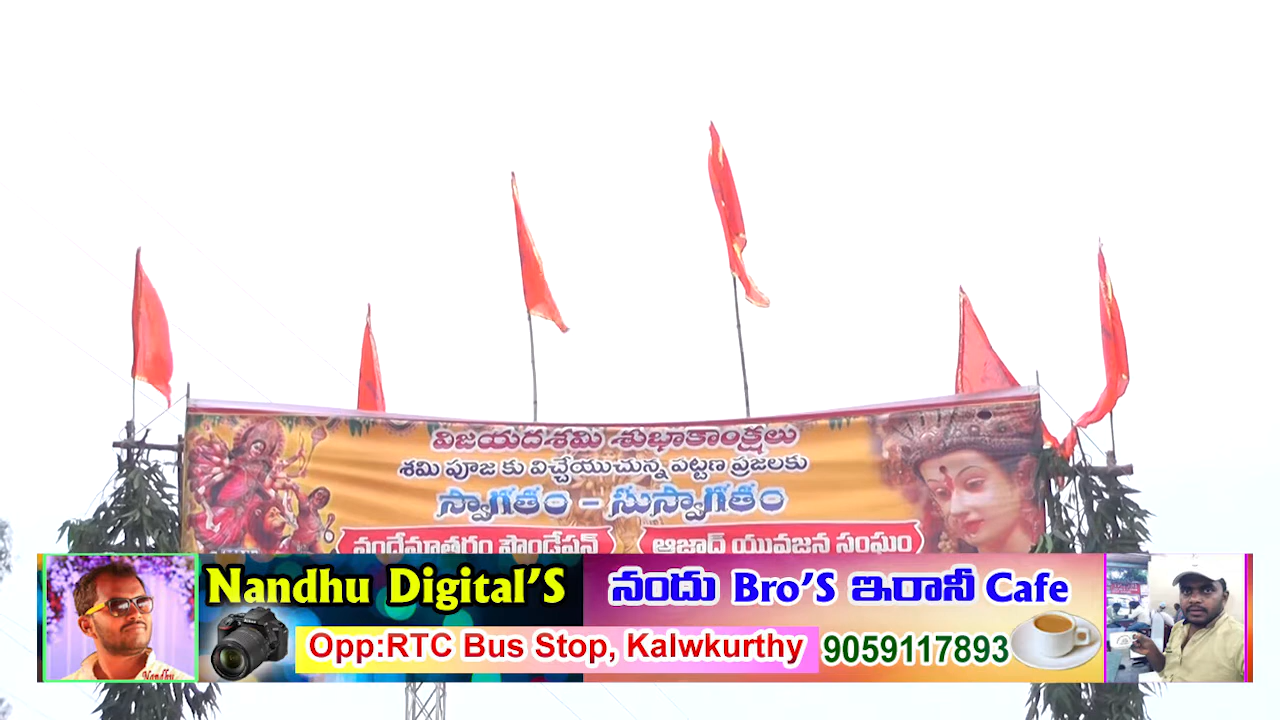 విజయదశమి శుభాకాంక్షలు
శమి పూజ కు విచ్చేయుచున్న పట్టణ ప్రజలకు
స్వాగతం - సుస్వాగతం
వందేమాతరం ఫౌండేషన్ ఆజాద్ యువజన సంఘం
Nandhu Digital'S నందు Bro'S ఇరానీ Cafe
Opp:RTC Bus Stop, Kalwkurthy 9059117893
Nandhu